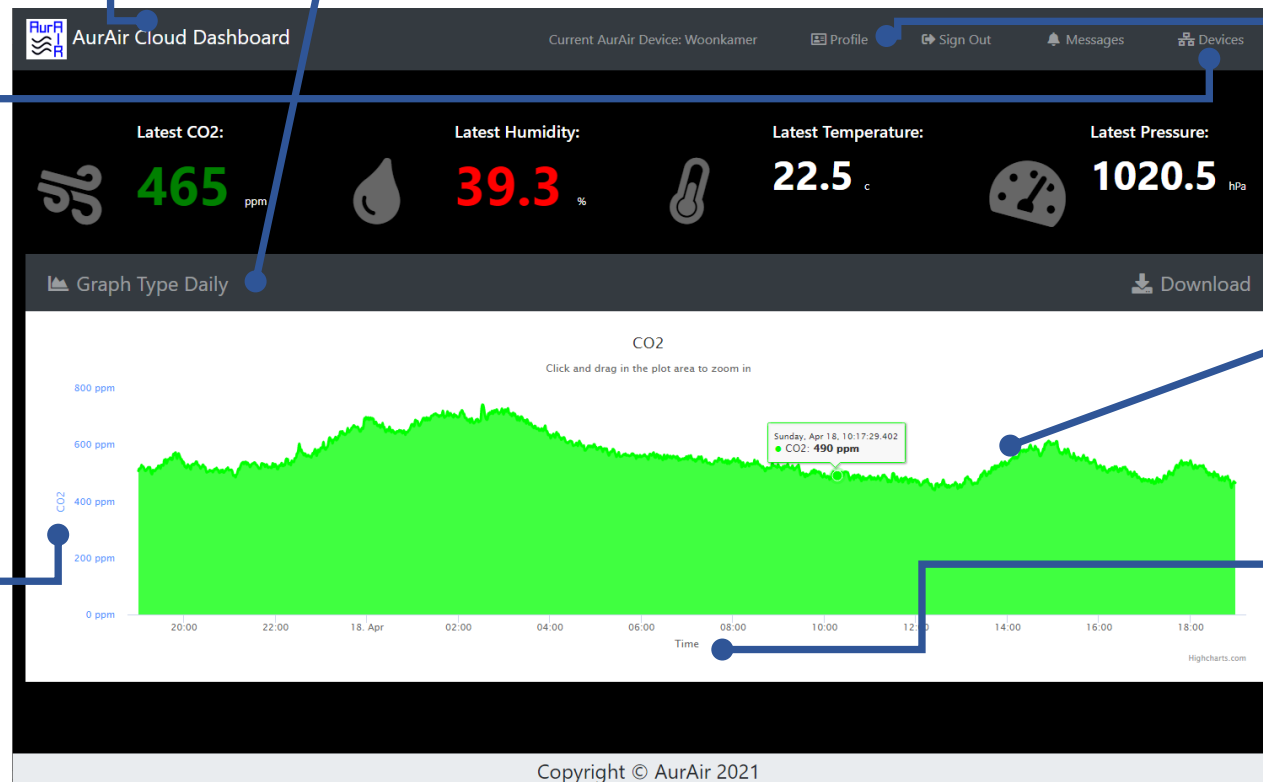 AurA
I
R
AurAir Cloud Dashboard
Current AurAir Device: Woonkamer
Profile
Sign Out
Messages
Devices
Latest CO2:
465 ppm
Latest Humidity:
39.3 %
Latest Temperature:
22.5 c
Latest Pressure:
1020.5 hPa
Graph Type Daily
Download
CO2
Click and drag in the plot area to zoom in
800 ppm
600 ppm
400 ppm
200 ppm
0 ppm
CO2
Sunday, Apr 18, 10:17:29.402
CO2: 490 ppm
20:00
22:00
18. Apr
02:00
04:00
06:00
08:00
10:00
12:00
14:00
16:00
18:00
Time
Highcharts.com
Copyright © AurAir 2021